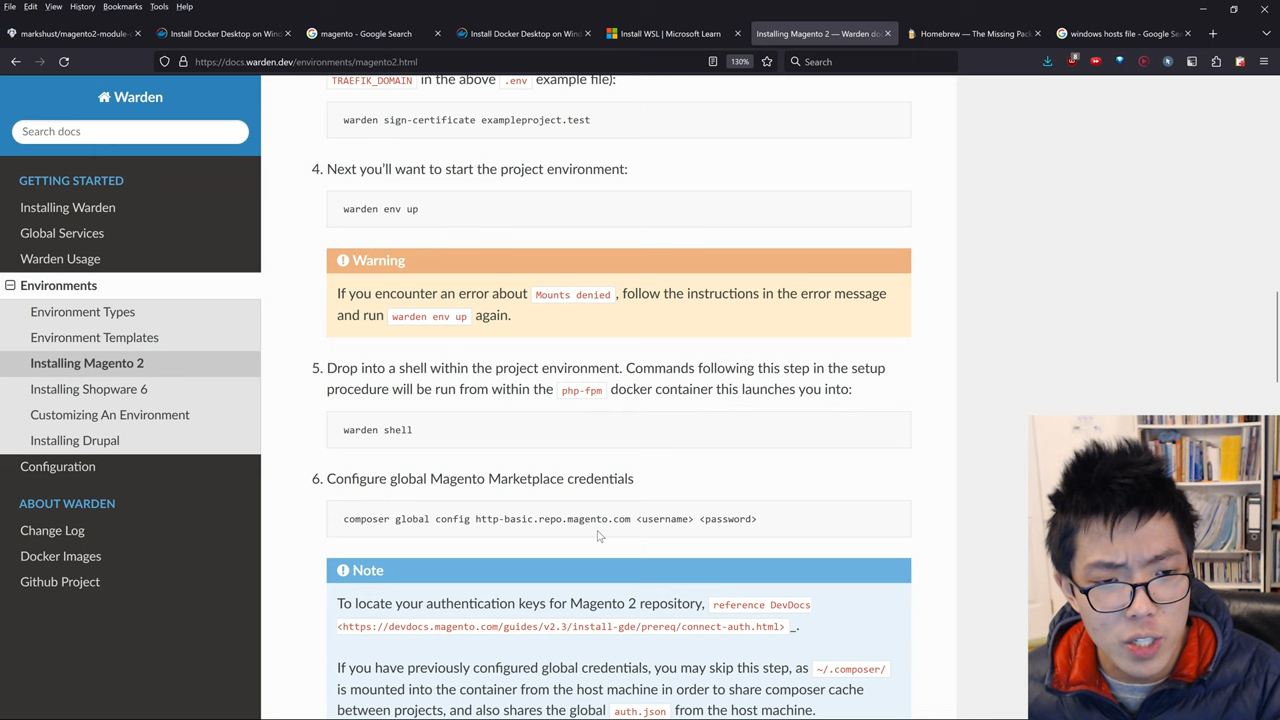 File Edit View History Bookmarks Tools Help
markshust/magento2-module-
Install Docker Desktop on Win
magento - Google Search
Install Docker Desktop on Win
Install WSL | Microsoft Learn
Installing Magento 2 — Warden do
Homebrew — The Missing Pac
windows hosts file - Google Sea
https://docs.warden.dev/environments/magento2.html
130%
Search
8
Warden
Search docs
GETTING STARTED
Installing Warden
Global Services
Warden Usage
Environments
Environment Types
Environment Templates
Installing Magento 2
Installing Shopware 6
Customizing An Environment
Installing Drupal
Configuration
ABOUT WARDEN
Change Log
Docker Images
Github Project
TRAEFIK_DOMAIN in the above .env example file):
warden sign-certificate exampleproject.test
4. Next you’ll want to start the project environment:
warden env up
Warning
If you encounter an error about Mounts denied, follow the instructions in the error message
and run warden env up again.
5. Drop into a shell within the project environment. Commands following this step in the setup
procedure will be run from within the php-fpm docker container this launches you into:
warden shell
6. Configure global Magento Marketplace credentials
composer global config http-basic.repo.magento.com <username> <password>
Note
To locate your authentication keys for Magento 2 repository, reference DevDocs
<https://devdocs.magento.com/guides/v2.3/install-gde/prereq/connect-auth.html> _.
If you have previously configured global credentials, you may skip this step, as ~/.composer/
is mounted into the container from the host machine in order to share composer cache
between projects, and also shares the global auth.json from the host machine.